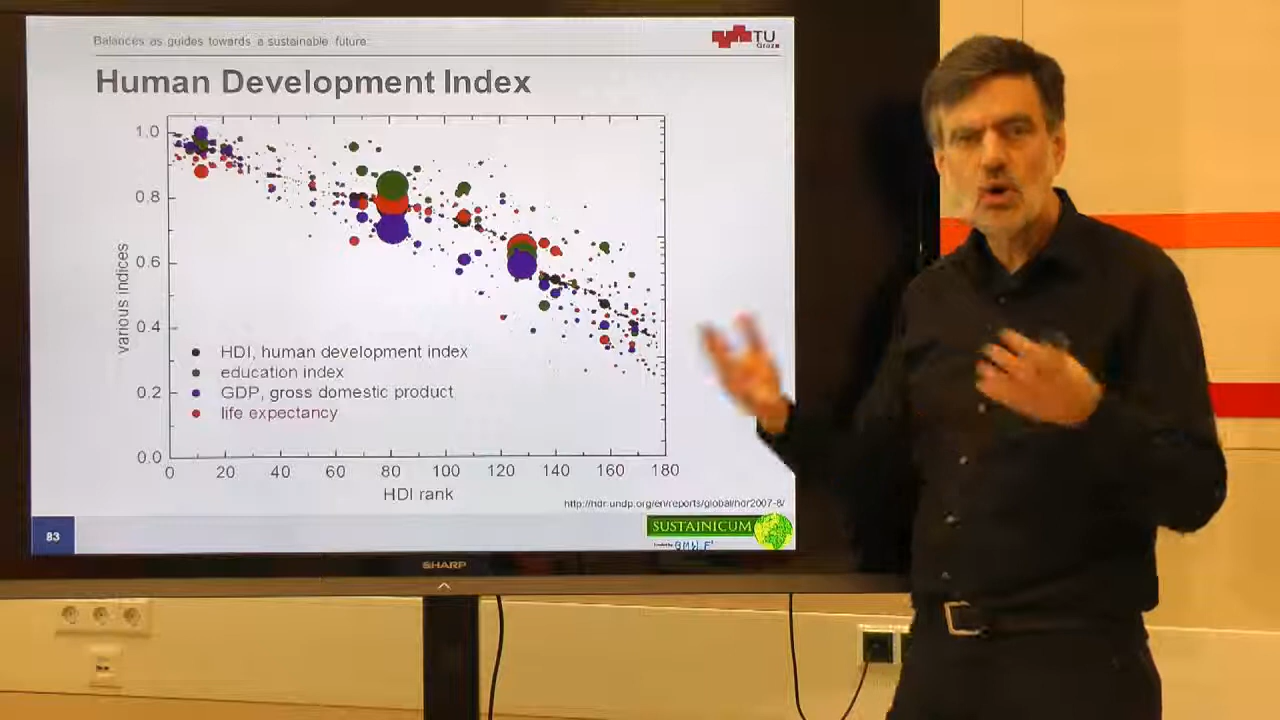 Balances as guides towards a sustainable future
TU
Graz
Human Development Index
1.0
0.8
0.6
0.4
0.2
0.0
various indices
HDI, human development index
education index
GDP, gross domestic product
life expectancy
0 20 40 60 80 100 120 140 160 180
HDI rank
http://hdr.undp.org/en/reports/global/hdr2007-8/
83
SUSTAINICUM
SHARP